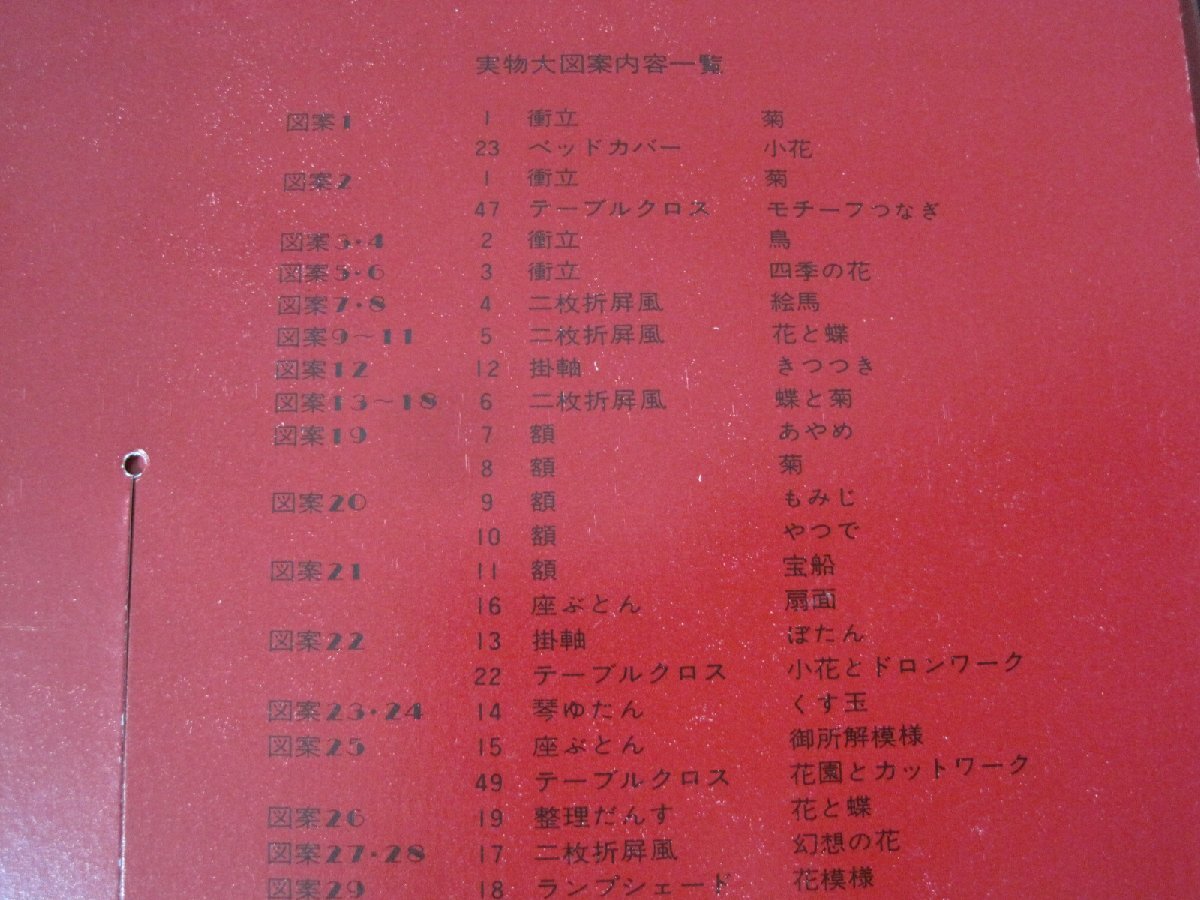 実物大図案内容一覧
図案1 1 衝立 菊
23 ベッドカバー 小花
図案2 1 衝立 菊
47 テーブルクロス モチーフつなぎ
図案3・4 2 衝立 鳥
図案5・6 3 衝立 四季の花
図案7・8 4 二枚折屏風 絵馬
図案9〜11 5 二枚折屏風 花と蝶
図案12 12 掛軸 きつつき
図案13〜18 6 二枚折屏風 蝶と菊
図案19 7 額 あやめ
8 額 菊
図案20 9 額 もみじ
10 額 やつで
図案21 11 額 宝船
16 座ぶとん 扇面
図案22 13 掛軸 ぼたん
22 テーブルクロス 小花とドロンワーク
図案23・24 14 琴ゆたん くす玉
図案25 15 座ぶとん 御所解模様
49 テーブルクロス 花園とカットワーク
図案26 19 整理だんす 花と蝶
図案27・28 17 二枚折屏風 幻想の花
図案29 18 ランプシェード 花模様